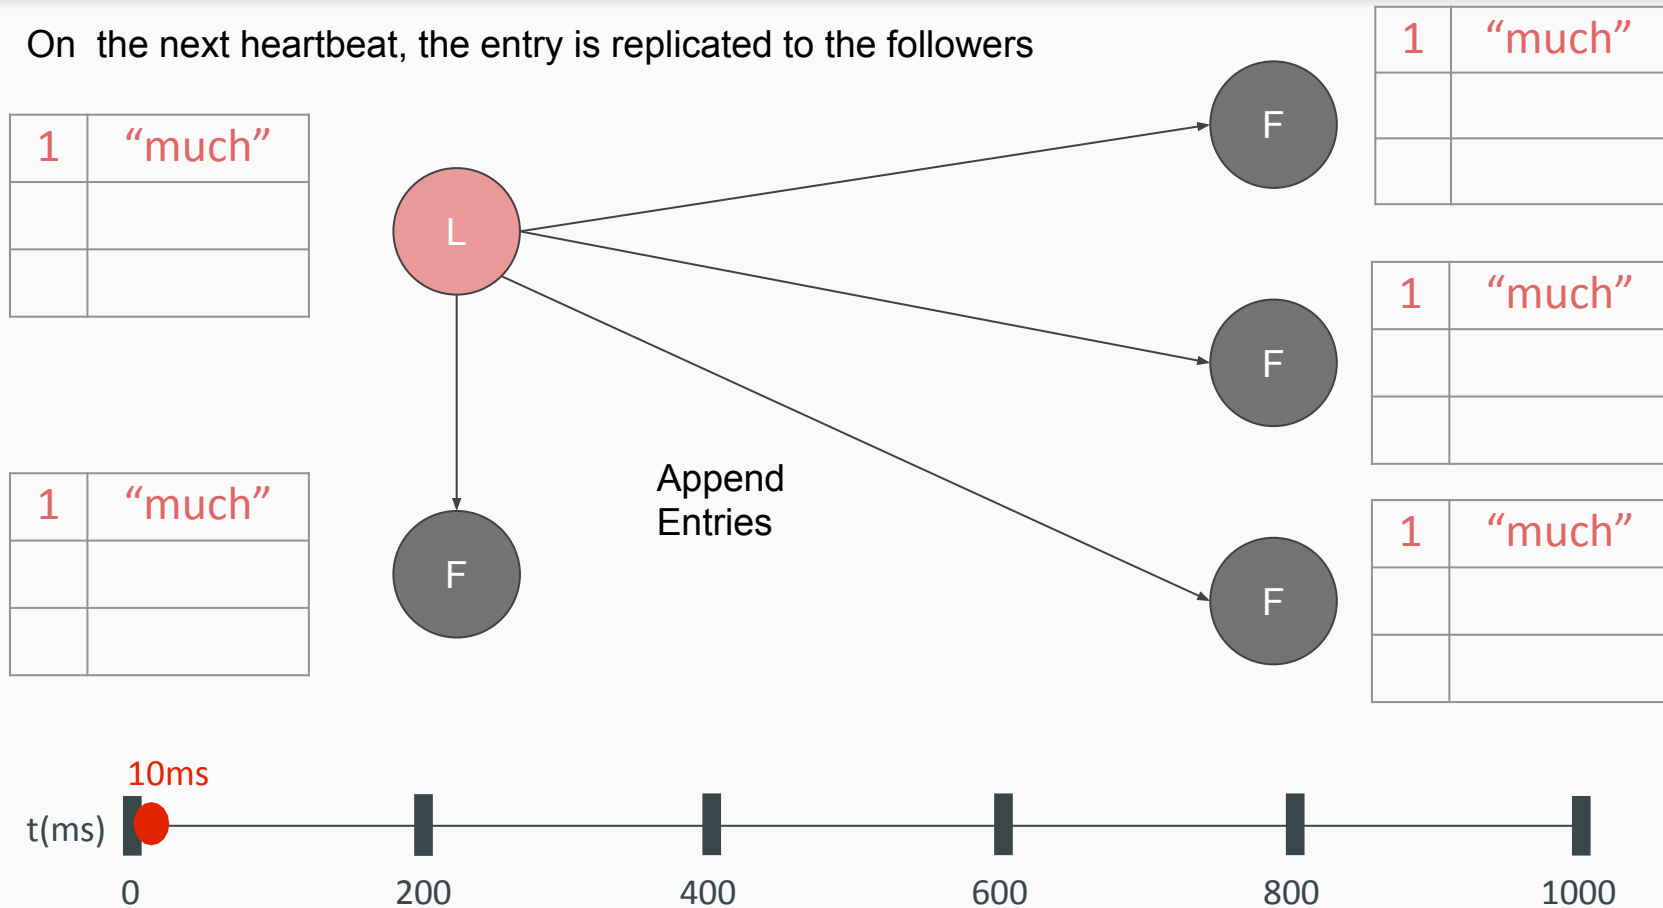 On the next heartbeat, the entry is replicated to the followers
1 “much”
1 “much”
L
F
F
1 “much”
1 “much”
Append
Entries
F
F
1 “much”
10ms
t(ms)
0 200 400 600 800 1000